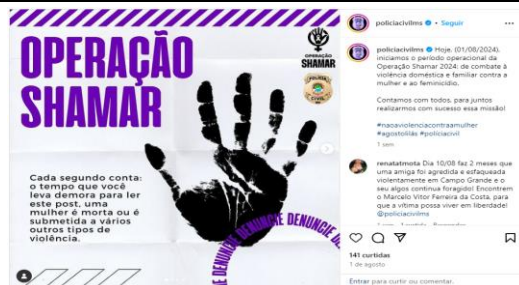 OPERAÇÃO
SHAMAR
OPERAÇÃO
SHAMAR
POLÍCIA
CIVIL
Cada segundo conta:
o tempo que você
leva demora para ler
este post, uma
mulher é morta ou é
submetida a vários
outros tipos de
violência.
DENUNCIE DENUNCIE DENUNCIE
policiacivilms • Seguir
policiacivilms Hoje, (01/08/2024),
iniciamos o período operacional da
Operação Shamar 2024; de combate à
violência doméstica e familiar contra a
mulher e ao feminicídio.
Contamos com todos, para juntos
realizarmos com sucesso essa missão!
#naoaviolenciacontraamulher
#agostolilás #policiacivil
1 sem
renatatmota Dia 10/08 faz 2 meses que
uma amiga foi agredida e esfaqueada
violentamente em Campo Grande e o
seu algos continua foragido! Encontrem
o Marcelo Vitor Ferreira da Costa, para
que a vítima possa viver em liberdade!
@policiacivilms
141 curtidas
1 de agosto
Entrar para curtir ou comentar.